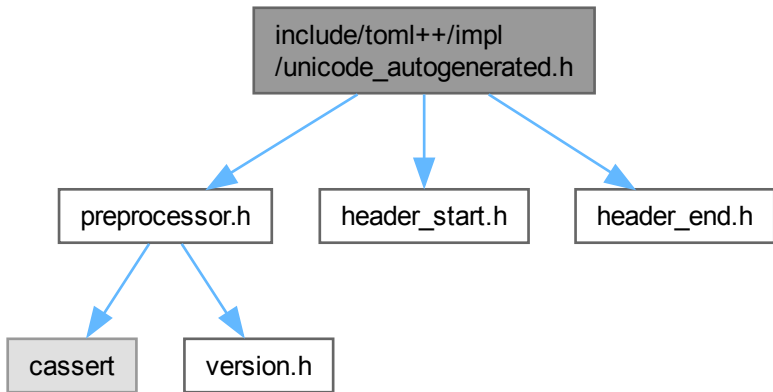 include/toml++/impl
/unicode_autogenerated.h
preprocessor.h
header_start.h
header_end.h
cassert
version.h